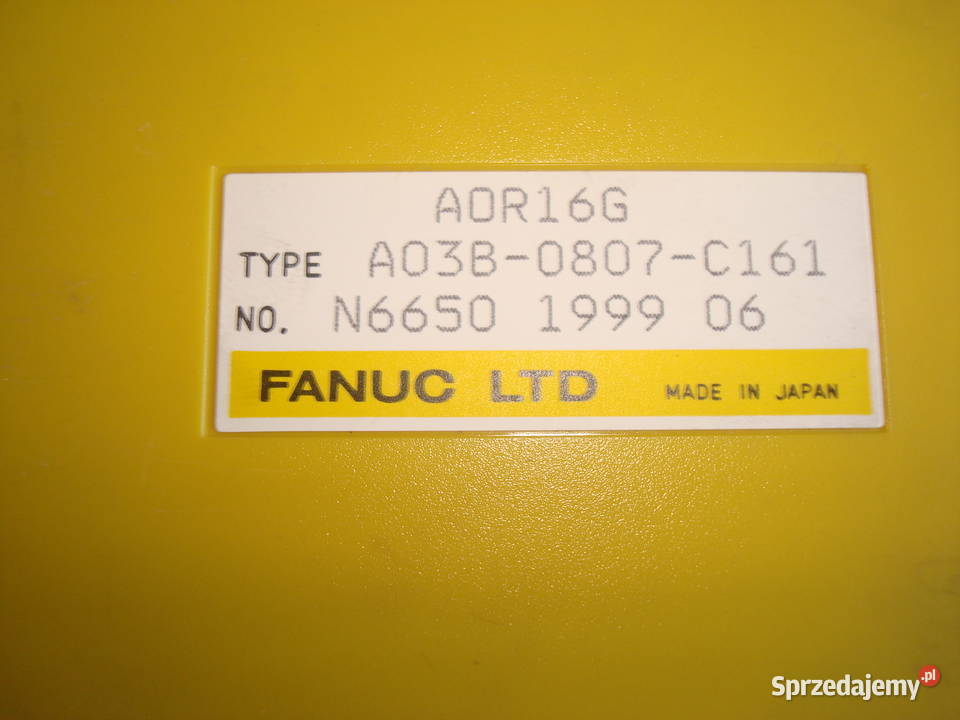 AOR16G
TYPE A03B-0807-C161
NO. N6650 1999 06
FANUC LTD MADE IN JAPAN
Sprzedajemy.pl